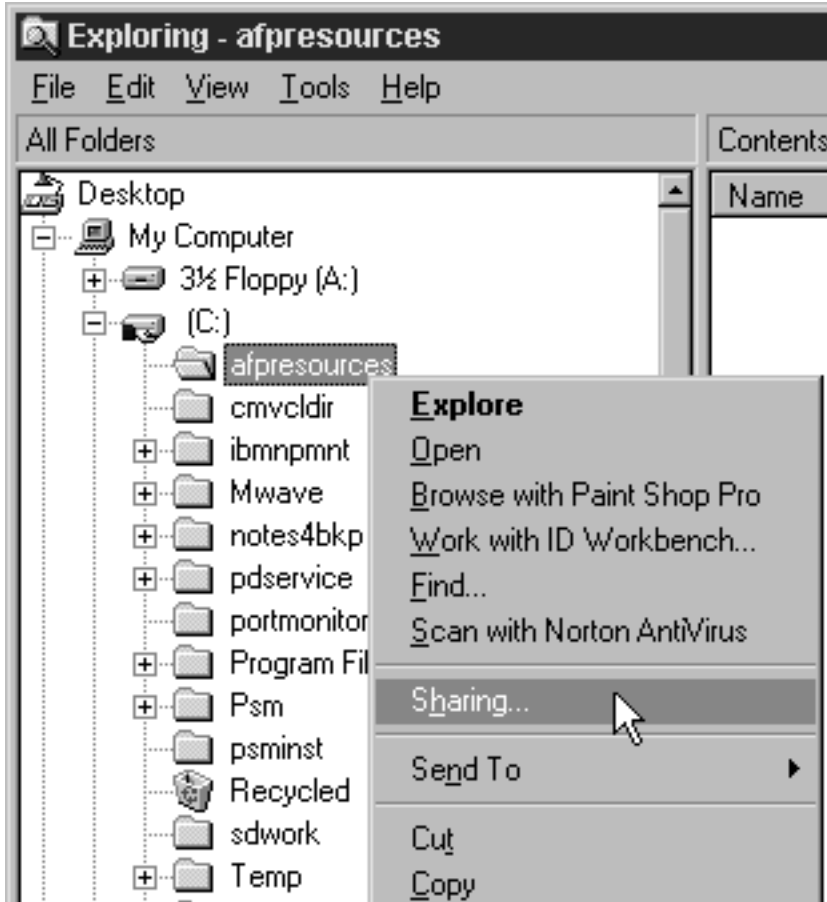 Exploring - afpresources
File Edit View Tools Help
All Folders
Contents
Desktop
Name
My Computer
3½ Floppy (A:)
(C:)
afpresources
cmvcldir
ibmnpmnt
Mwave
notes4bkp
pdservice
portmonitor
Program Fil
Psm
psminst
Recycled
sdwork
Temp
Explore
Open
Browse with Paint Shop Pro
Work with ID Workbench...
Find...
Scan with Norton AntiVirus
Sharing...
Send To
Cut
Copy